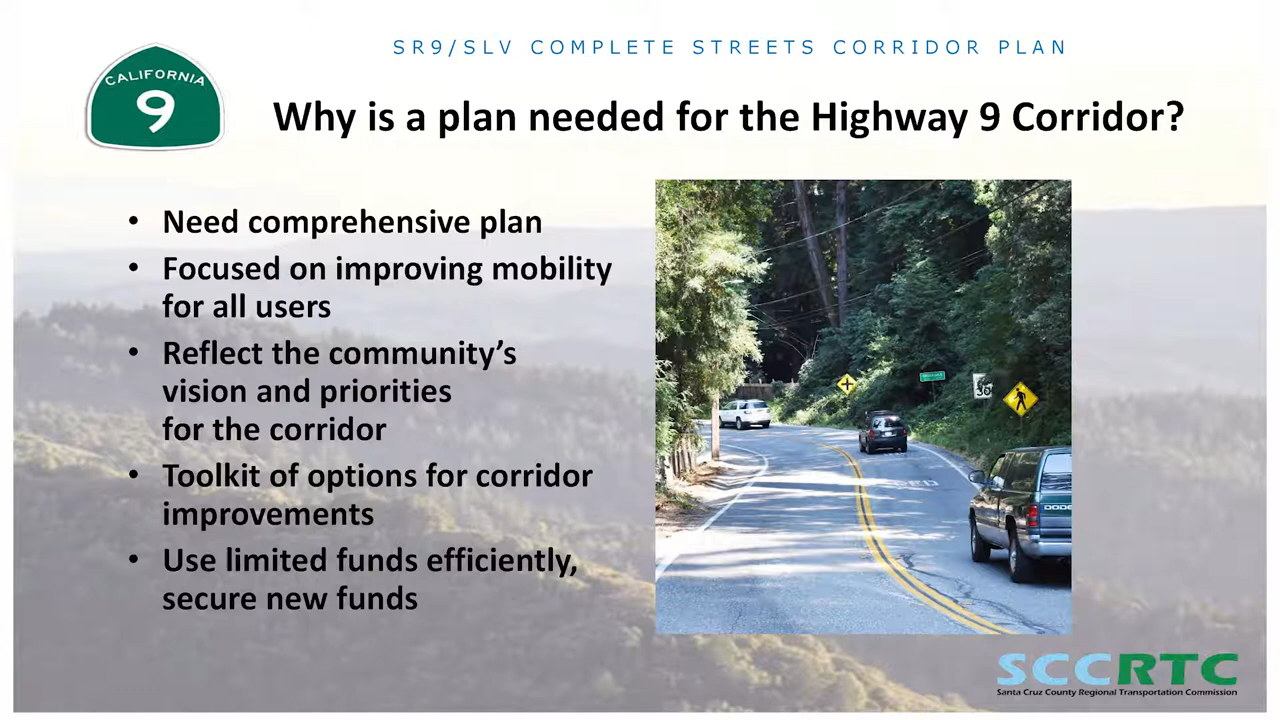 SR9/SLV COMPLETE STREETS CORRIDOR PLAN
CALIFORNIA
9
Why is a plan needed for the Highway 9 Corridor?
• Need comprehensive plan
• Focused on improving mobility
for all users
• Reflect the community's
vision and priorities
for the corridor
• Toolkit of options for corridor
improvements
• Use limited funds efficiently,
secure new funds
DODGE
SCCRTC
Santa Cruz County Regional Transportation Commission